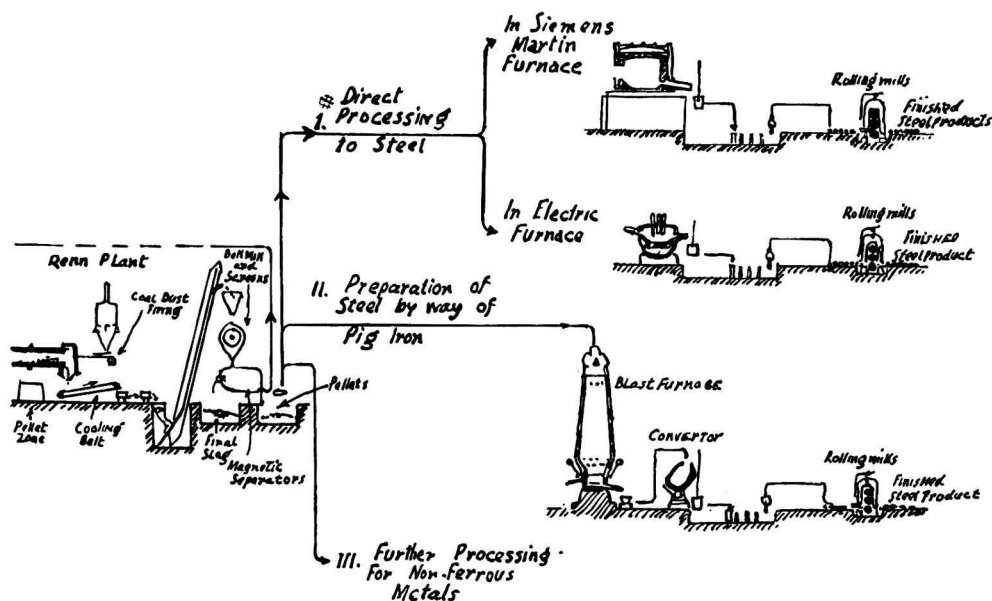 In Siemens
Martin
Furnace
Rolling mills
Finished
Steel Products
I. Direct
Processing
to Steel
In Electric
Furnace
Rolling mills
FINISHED
Steel product
Renn PLANT
Coal Dust
Firing
and
Screens
II. Preparation of
Steel by way of
Pig Iron
Pellets
Pellet
Zone
Cooling
Belt
Final
Slag
Magnetic
Separators
BLAST FURNACE
CONVERTOR
Rolling mills
Finished
Steel Product
III. Further Processing
For Non-Ferrous
Metals